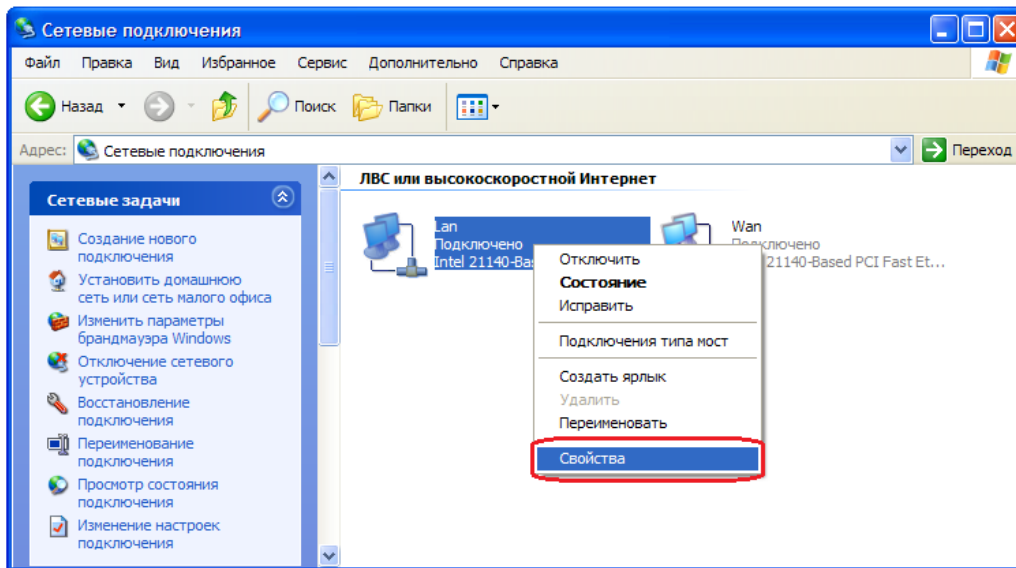 Сетевые подключения
Файл Правка Вид Избранное Сервис Дополнительно Справка
Назад Поиск Папки
Адрес: Сетевые подключения Переход
Сетевые задачи
Создание нового
подключения
Установить домашнюю
сеть или сеть малого офиса
Изменить параметры
брандмауэра Windows
Отключение сетевого
устройства
Восстановление
подключения
Переименование
подключения
Просмотр состояния
подключения
Изменение настроек
подключения
ЛВС или высокоскоростной Интернет
Lan
Подключено
Intel 21140-Bas
Wan
Подключено
21140-Based PCI Fast Et...
Отключить
Состояние
Исправить
Подключения типа мост
Создать ярлык
Удалить
Переименовать
Свойства